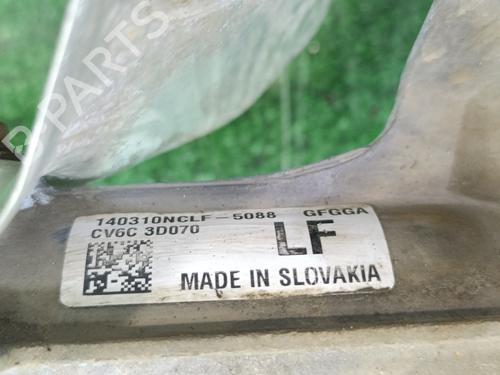 B-PARTS
140310NCLF-5088 GFGGA
CV6C 3D070
LF
MADE IN SLOVAKIA